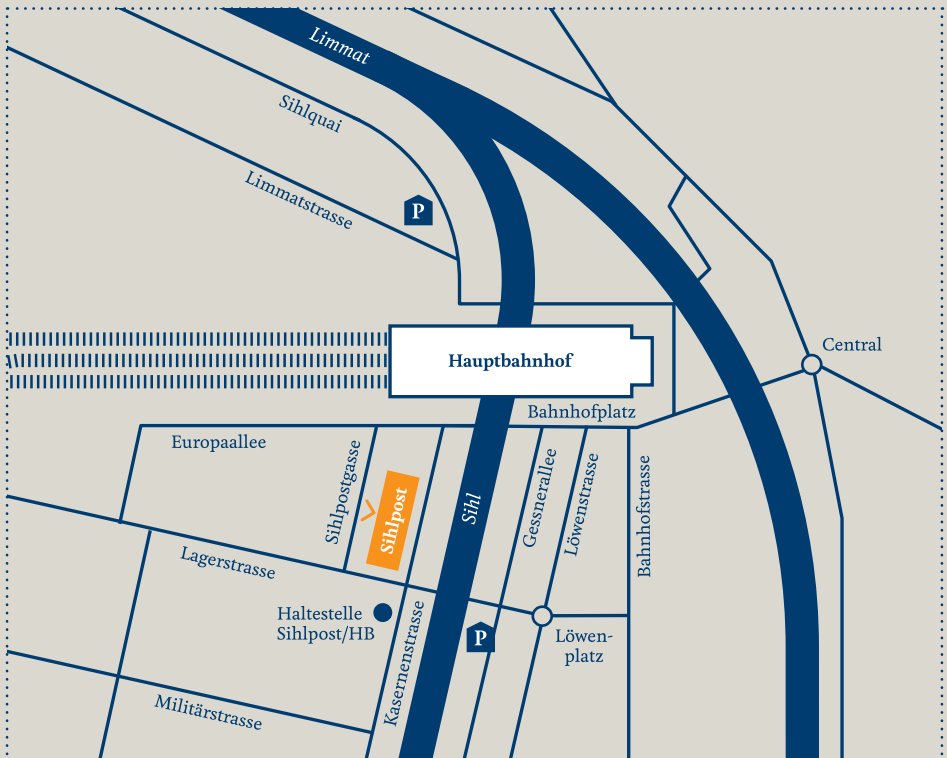 Limmat
Sihlquai
Limmatstrasse
P
Central
Hauptbahnhof
Bahnhofplatz
Europaallee
Sihlpostgasse
Sihlpost
Sihl
Gessnerallee
Löwenstrasse
Bahnhofstrasse
Lagerstrasse
Haltestelle
Sihlpost/HB
Kasernenstrasse
P
Löwen-
platz
Militärstrasse